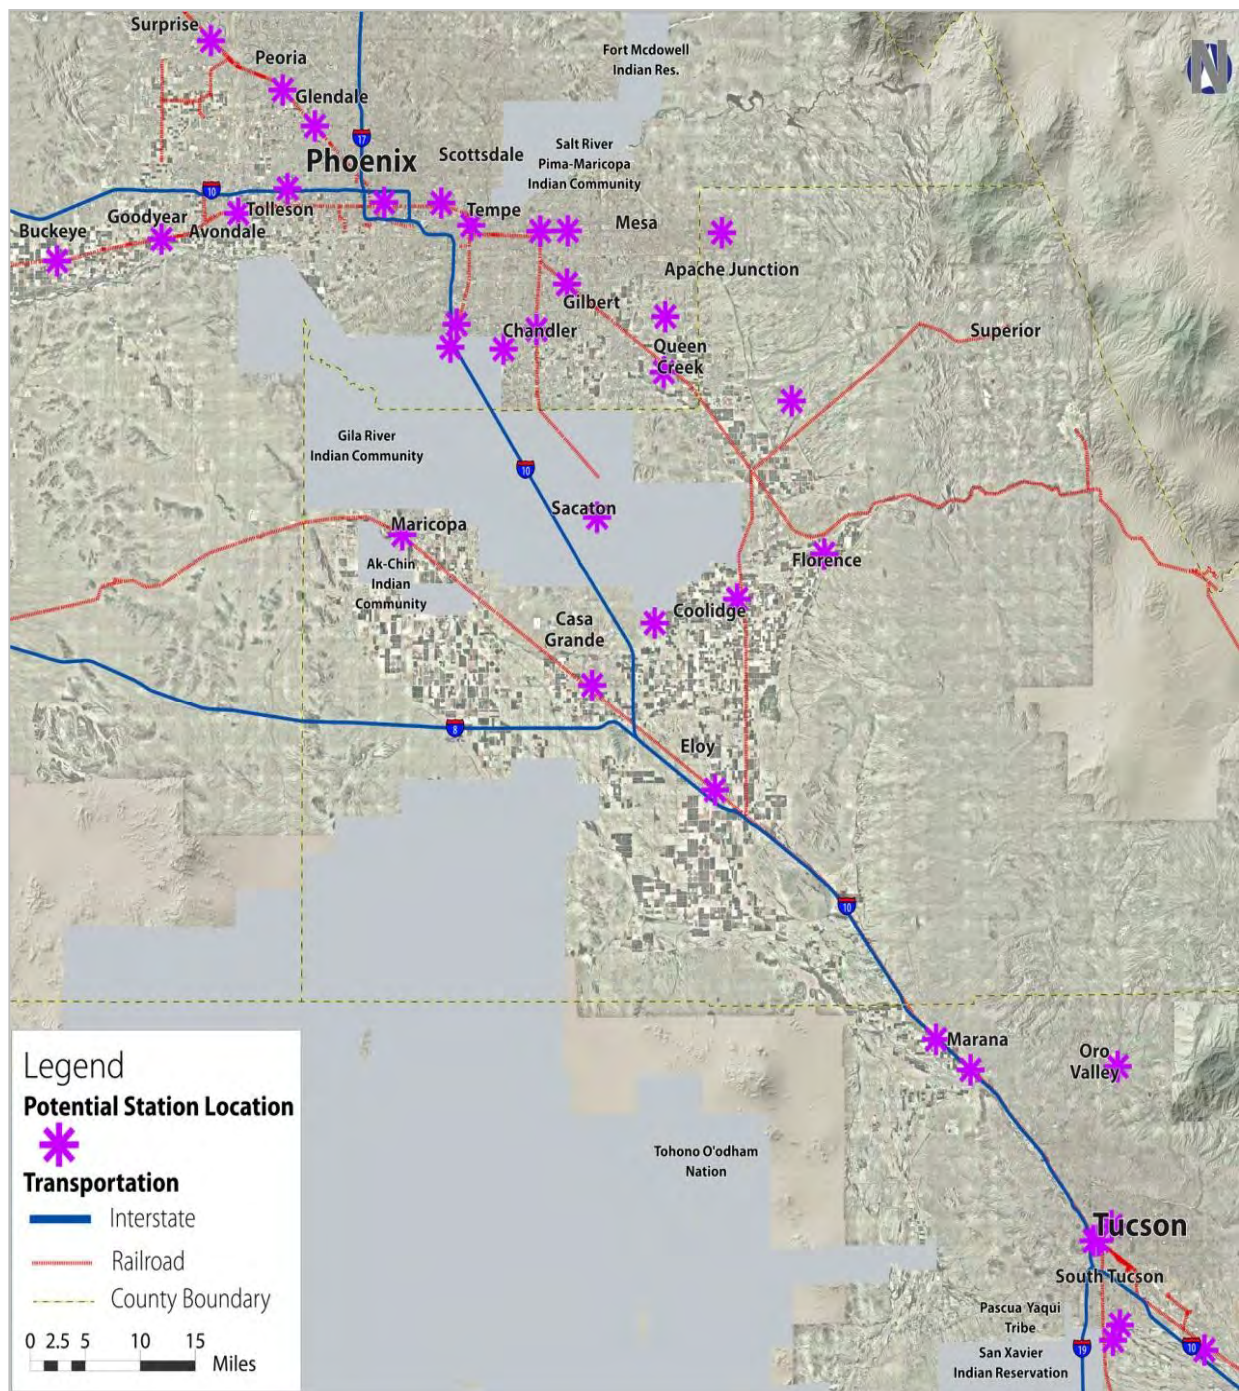 Surprise
Peoria
Glendale
Fort Mcdowell
Indian Res.
N
17
Phoenix
Scottsdale
Salt River
Pima-Maricopa
Indian Community
10
Tolleson
Goodyear
Avondale
Buckeye
Tempe
Mesa
Apache Junction
Gilbert
Chandler
Queen
Creek
Superior
Gila River
Indian Community
10
Sacaton
Maricopa
Ak-Chin
Indian
Community
Florence
Casa
Grande
Coolidge
8
Eloy
10
Marana
Oro
Valley
Tohono O'odham
Nation
Tucson
South Tucson
Pascua Yaqui
Tribe
San Xavier
Indian Reservation
19
10
Legend
Potential Station Location
Transportation
Interstate
Railroad
County Boundary
0 2.5 5 10 15
Miles